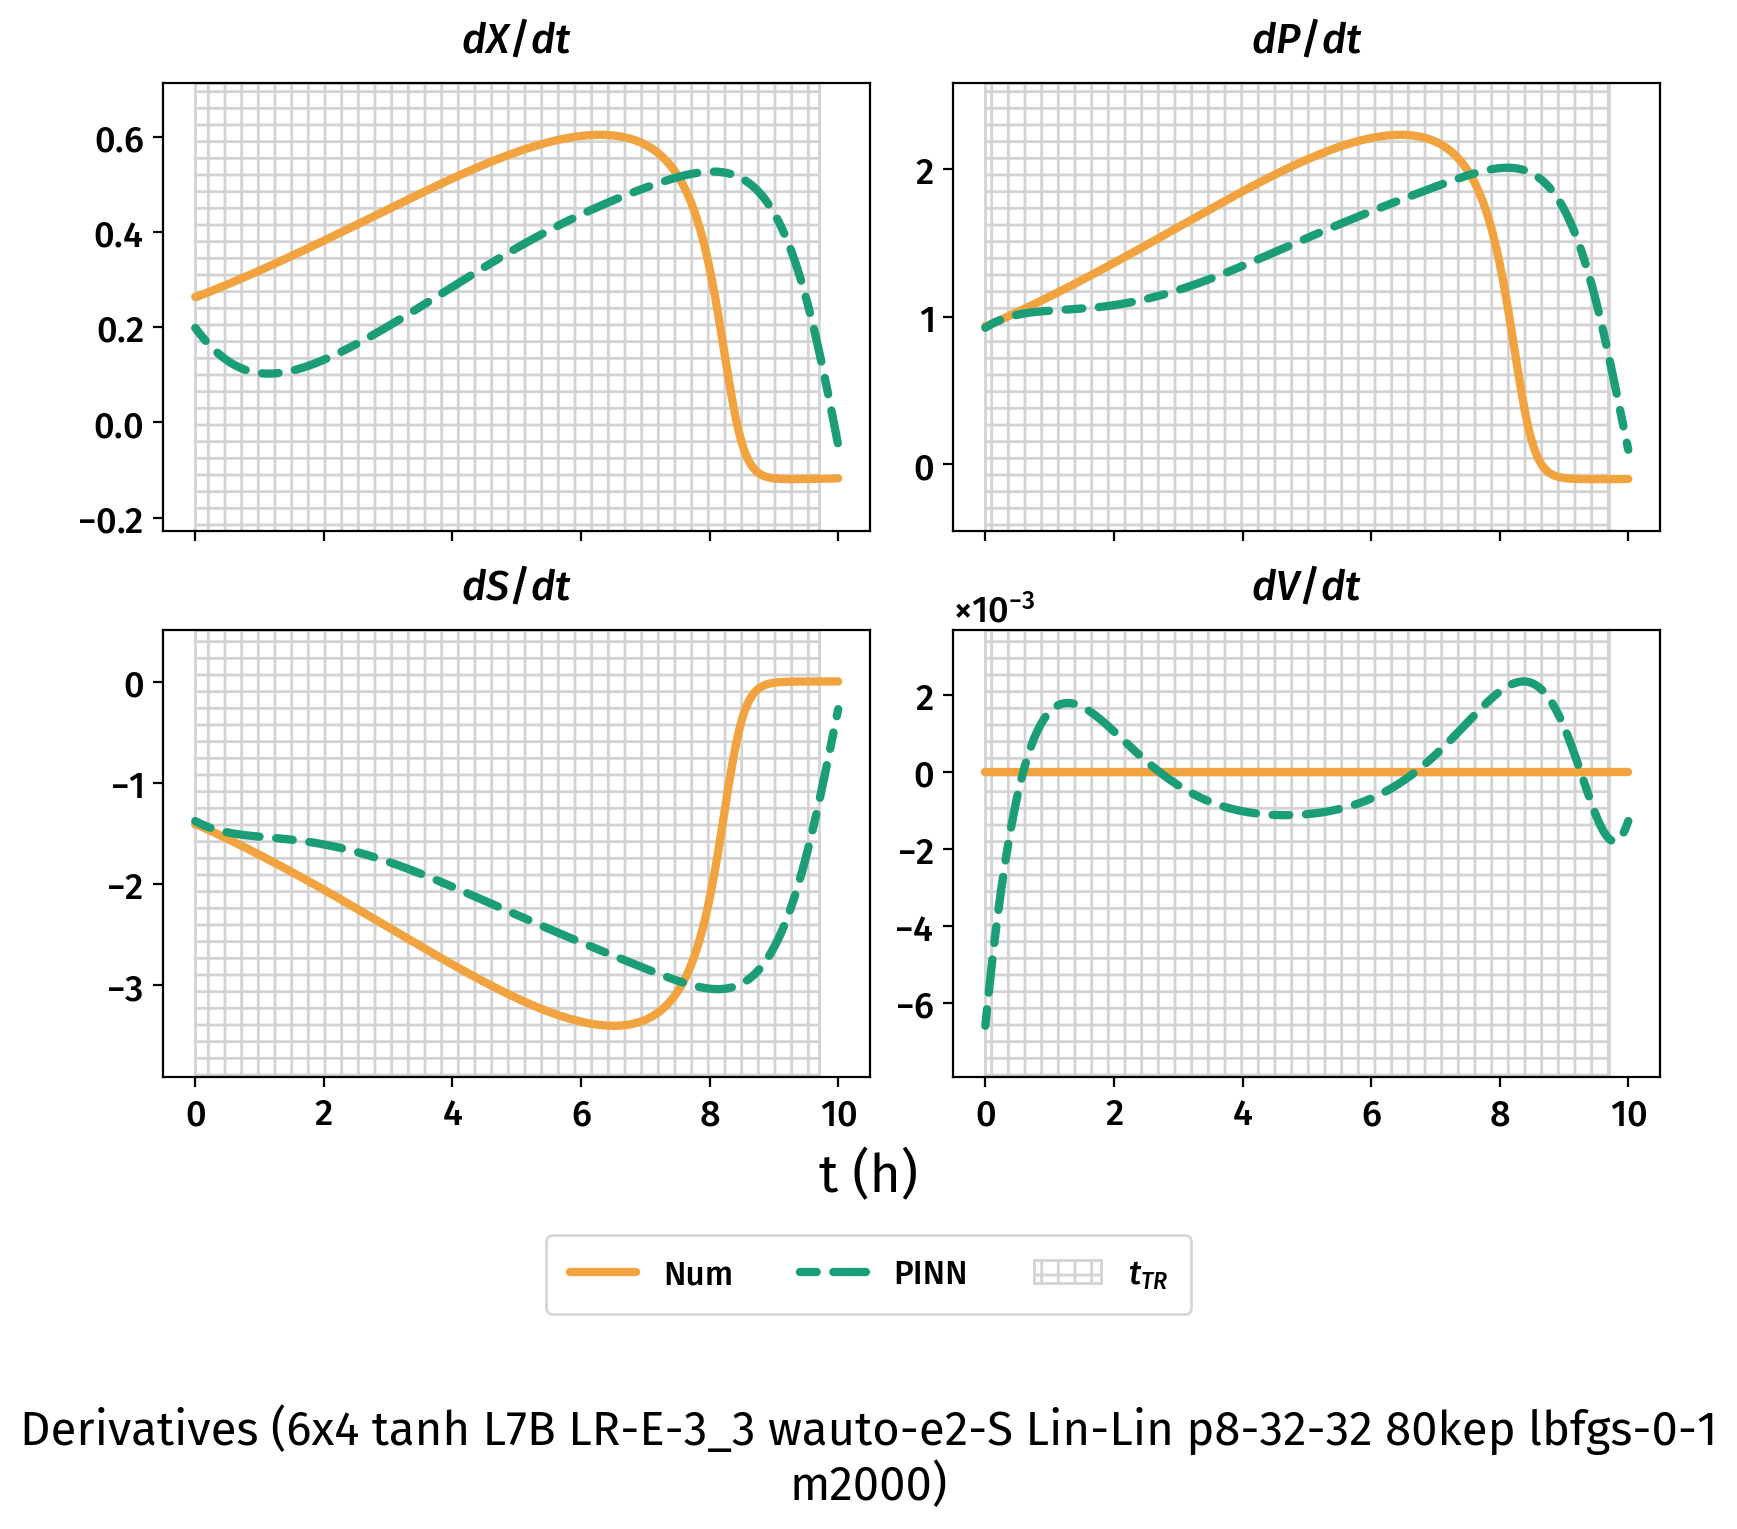 dX/dt
dP/dt
0.6
0.4
0.2
0.0
−0.2
2
1
0
dS/dt
dV/dt
×10⁻³
0
−1
−2
−3
2
0
−2
−4
−6
0 2 4 6 8 10
0 2 4 6 8 10
t (h)
Num PINN t_TR
Derivatives (6x4 tanh L7B LR-E-3_3 wauto-e2-S Lin-Lin p8-32-32 80kep lbfgs-0-1
m2000)